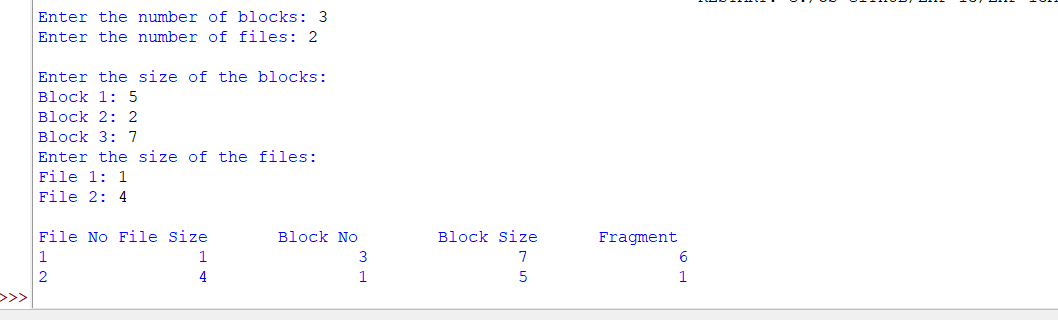 Enter the number of blocks: 3
Enter the number of files: 2
Enter the size of the blocks:
Block 1: 5
Block 2: 2
Block 3: 7
Enter the size of the files:
File 1: 1
File 2: 4
File No File Size Block No Block Size Fragment
1 1 3 7 6
2 4 1 5 1
>>>